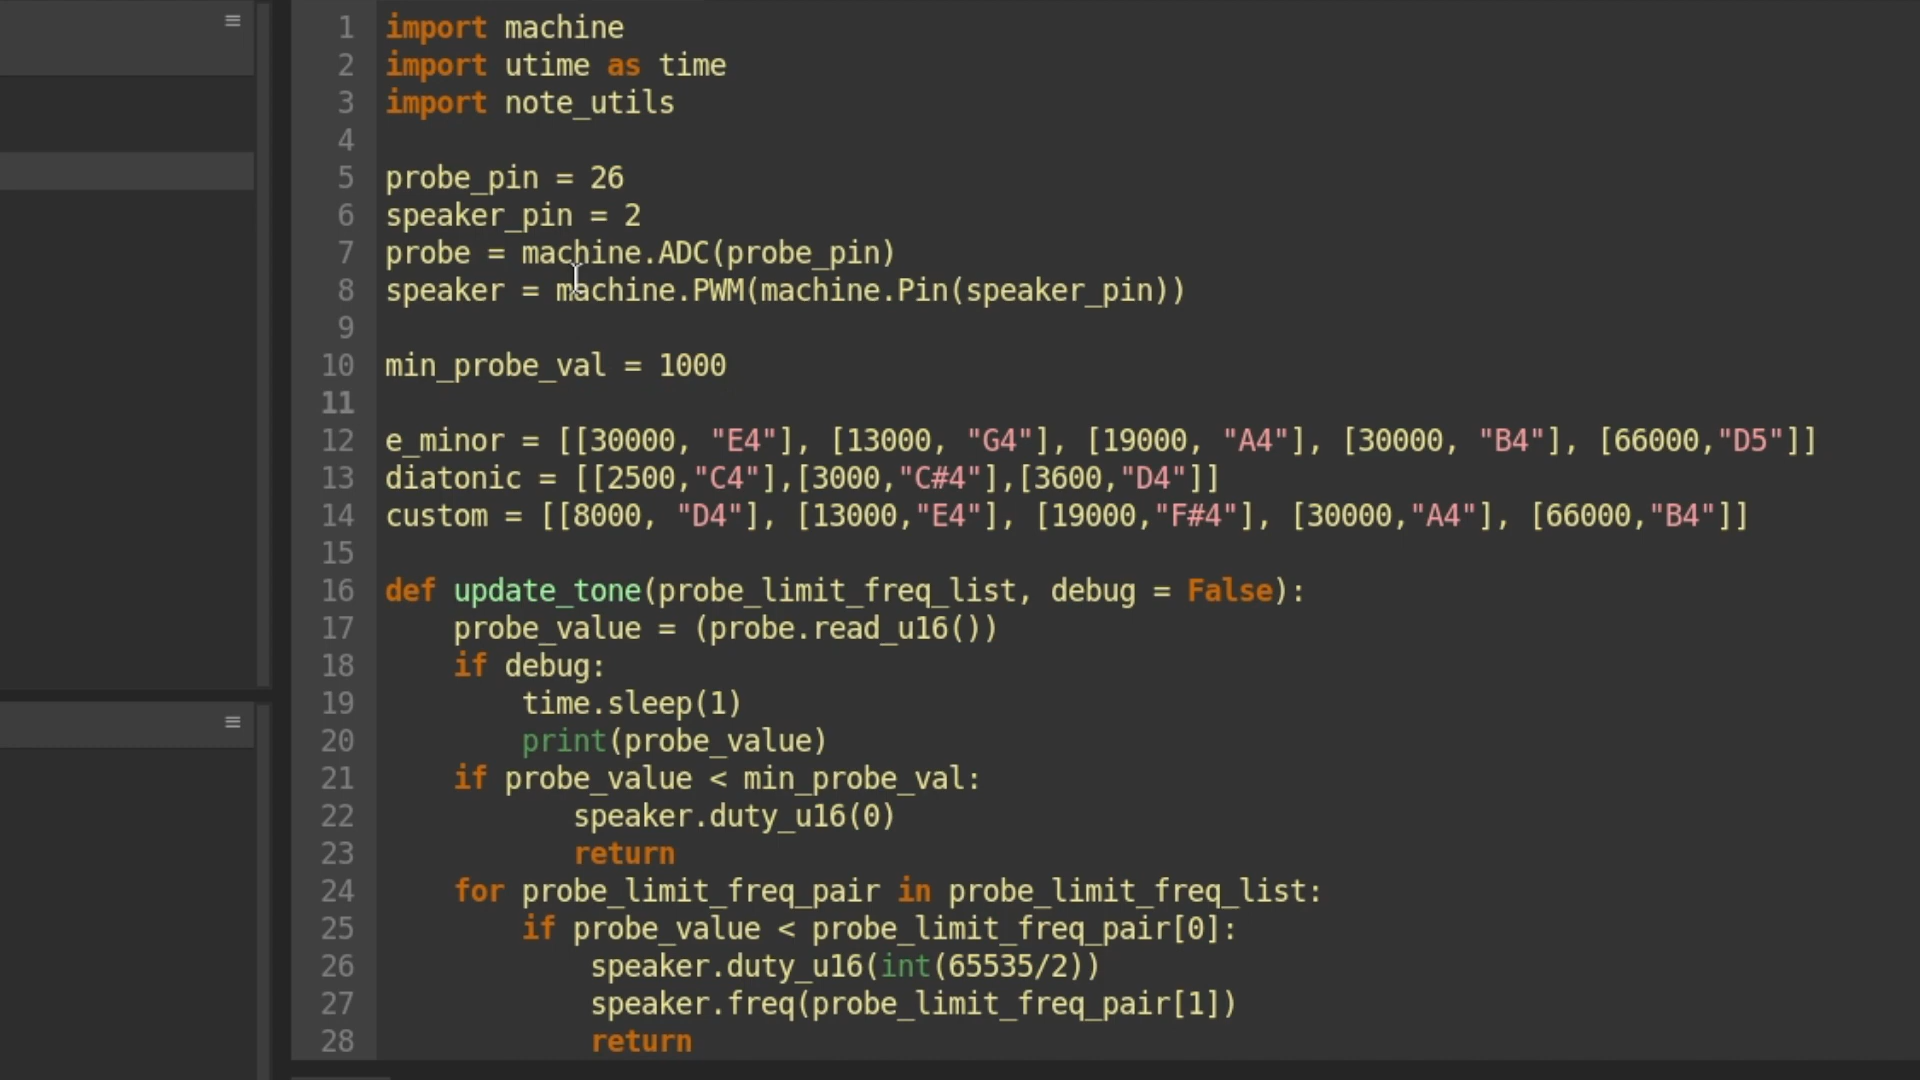 1 import machine
2 import utime as time
3 import note_utils
4
5 probe_pin = 26
6 speaker_pin = 2
7 probe = machine.ADC(probe_pin)
8 speaker = machine.PWM(machine.Pin(speaker_pin))
9
10 min_probe_val = 1000
11
12 e_minor = [[30000, "E4"], [13000, "G4"], [19000, "A4"], [30000, "B4"], [66000,"D5"]]
13 diatonic = [[2500,"C4"],[3000,"C#4"],[3600,"D4"]]
14 custom = [[8000, "D4"], [13000,"E4"], [19000,"F#4"], [30000,"A4"], [66000,"B4"]]
15
16 def update_tone(probe_limit_freq_list, debug = False):
17     probe_value = (probe.read_u16())
18     if debug:
19         time.sleep(1)
20         print(probe_value)
21     if probe_value < min_probe_val:
22            speaker.duty_u16(0)
23            return
24     for probe_limit_freq_pair in probe_limit_freq_list:
25         if probe_value < probe_limit_freq_pair[0]:
26             speaker.duty_u16(int(65535/2))
27             speaker.freq(probe_limit_freq_pair[1])
28             return